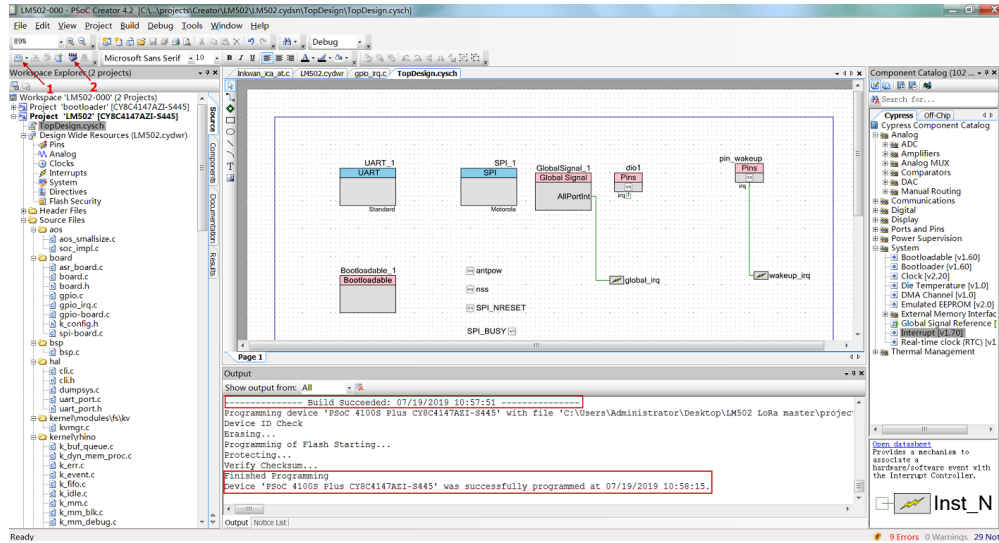 LM502-000 - PSoC Creator 4.2 [C:\...\projects\Creator\LM502\LM502.cydsn\TopDesign\TopDesign.cysch]
File Edit View Project Build Debug Tools Window Help
89% Debug
Microsoft Sans Serif 10 B I U
1 2
Workspace Explorer (2 projects)
Workspace 'LM502-000' (2 Projects)
Project 'bootloader' [CY8C4147AZI-S445]
Project 'LM502' [CY8C4147AZI-S445]
TopDesign.cysch
Design Wide Resources (LM502.cydwr)
Pins
Analog
Clocks
Interrupts
System
Directives
Flash Security
Header Files
Source Files
aos
aos_smallsize.c
soc_impl.c
board
asr_board.c
board.c
board.h
gpio.c
gpio_irq.c
gpio-board.c
k_config.h
spi-board.c
bsp
bsp.c
hal
cli.c
cli.h
dumpsys.c
uart_port.c
uart_port.h
kernel\modules\fs\kv
kvmgr.c
kernel\rhino
k_buf_queue.c
k_dyn_mem_proc.c
k_err.c
k_event.c
k_fifo.c
k_idle.c
k_mm.c
k_mm_blk.c
k_mm_debug.c
Source
Components
Documentation
Results
linkwan_ica_at.c LM502.cydwr gpio_irq.c TopDesign.cysch
UART_1
UART
Standard
SPI_1
SPI
Motorola
GlobalSignal_1
Global Signal
AllPortInt
dio1
Pins
irq
pin_wakeup
Pins
irq
Bootloadable_1
Bootloadable
antpow
nss
SPI_NRESET
SPI_BUSY
global_irq
wakeup_irq
Page 1
Output
Show output from: All
--------------- Build Succeeded: 07/19/2019 10:57:51 ---------------
Programming device 'PSoC 4100S Plus CY8C4147AZI-S445' with file 'C:\Users\Administrator\Desktop\LM502 LoRa master\projec
Device ID Check
Erasing...
Programming of Flash Starting...
Protecting...
Verify Checksum...
Finished Programming
Device 'PSoC 4100S Plus CY8C4147AZI-S445' was successfully programmed at 07/19/2019 10:58:15.
Output Notice List
Component Catalog (102 ...
Search for...
Cypress Off-Chip
Cypress Component Catalog
Analog
ADC
Amplifiers
Analog MUX
Comparators
DAC
Manual Routing
Communications
Digital
Display
Ports and Pins
Power Supervision
System
Bootloadable [v1.60]
Bootloader [v1.60]
Clock [v2.20]
Die Temperature [v1.0]
DMA Channel [v1.0]
Emulated EEPROM [v2.0]
External Memory Interfac
Global Signal Reference [
Interrupt [v1.70]
Real-time clock (RTC) [v1
Thermal Management
Open datasheet
Provides a mechanism to
associate a
hardware/software event with
the Interrupt Controller.
Inst_N
Ready
9 Errors 0 Warnings 29 Not